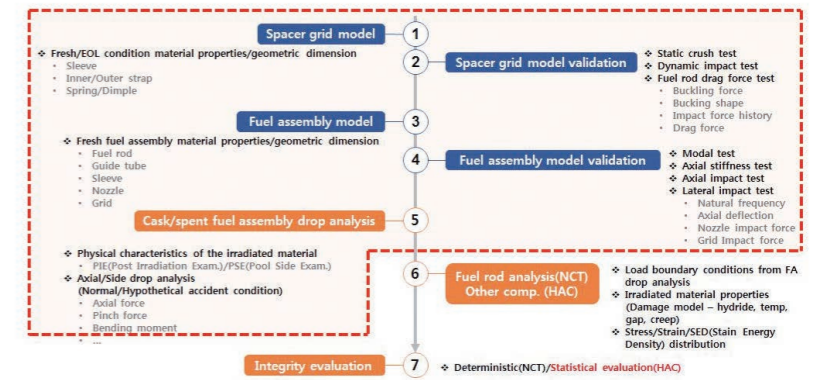 Spacer grid model
1
❖ Fresh/EOL condition material properties/geometric dimension
• Sleeve
• Inner/Outer strap
• Spring/Dimple
2
Spacer grid model validation
❖ Static crush test
❖ Dynamic impact test
❖ Fuel rod drag force test
• Buckling force
• Bucking shape
• Impact force history
• Drag force
Fuel assembly model
3
❖ Fresh fuel assembly material properties/geometric dimension
• Fuel rod
• Guide tube
• Sleeve
• Nozzle
• Grid
4
Fuel assembly model validation
❖ Modal test
❖ Axial stiffness test
❖ Axial impact test
❖ Lateral impact test
• Natural frequency
• Axial deflection
• Nozzle impact force
• Grid Impact force
Cask/spent fuel assembly drop analysis
5
❖ Physical characteristics of the irradiated material
• PIE(Post Irradiation Exam.)/PSE(Pool Side Exam.)
❖ Axial/Side drop analysis
(Normal/Hypothetical accident condition)
• Axial force
• Pinch force
• Bending moment
• ...
6
Fuel rod analysis(NCT)
Other comp. (HAC)
❖ Load boundary conditions from FA
drop analysis
❖ Irradiated material properties
(Damage model – hydride, temp,
gap, creep)
❖ Stress/Strain/SED(Stain Energy
Density) distribution
Integrity evaluation
7
❖ Deterministic(NCT)/Statistical evaluation(HAC)